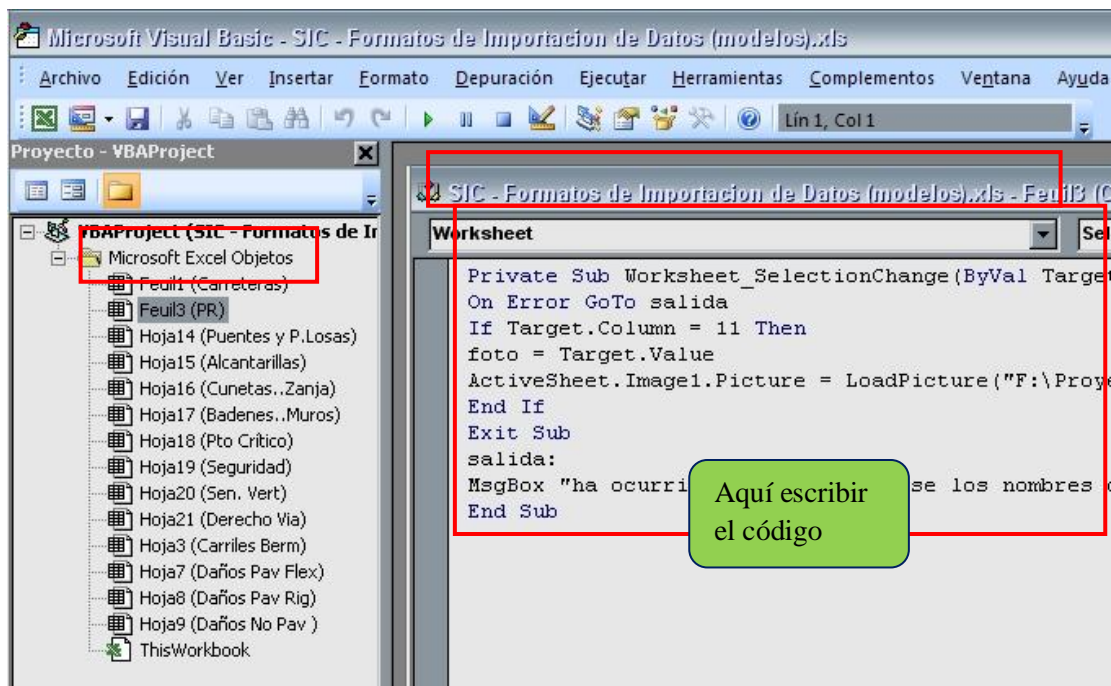 Microsoft Visual Basic - SIC - Formatos de Importacion de Datos (modelos).xls
Archivo Edición Ver Insertar Formato Depuración Ejecutar Herramientas Complementos Ventana Ayuda
Lín 1, Col 1
Proyecto - VBAProject
VBAProject (SIC - Formatos de Ir
Microsoft Excel Objetos
Feuil1 (Carreteras)
Feuil3 (PR)
Hoja14 (Puentes y P.Losas)
Hoja15 (Alcantarillas)
Hoja16 (Cunetas..Zanja)
Hoja17 (Badenes..Muros)
Hoja18 (Pto Crítico)
Hoja19 (Seguridad)
Hoja20 (Sen. Vert)
Hoja21 (Derecho Via)
Hoja3 (Carriles Berm)
Hoja7 (Daños Pav Flex)
Hoja8 (Daños Pav Rig)
Hoja9 (Daños No Pav )
ThisWorkbook
SIC - Formatos de Importacion de Datos (modelos).xls - Feuil3 (C
Worksheet Sel
Private Sub Worksheet_SelectionChange(ByVal Target
On Error GoTo salida
If Target.Column = 11 Then
foto = Target.Value
ActiveSheet.Image1.Picture = LoadPicture("F:\Proye
End If
Exit Sub
salida:
MsgBox "ha ocurri se los nombres
End Sub
Aquí escribir
el código